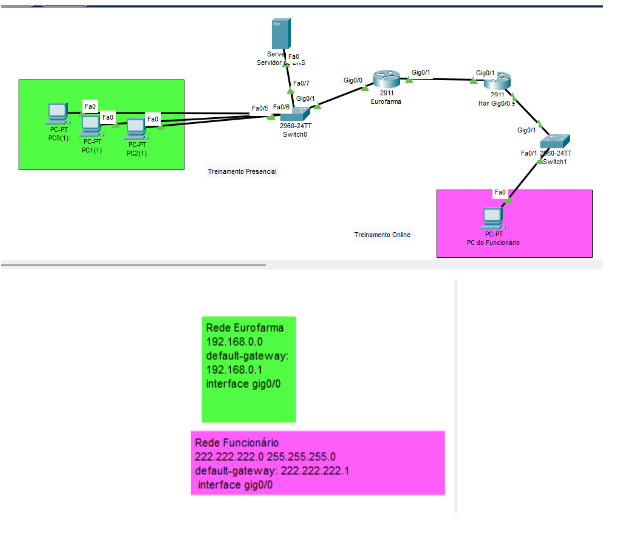 Fa0
Servidor
Fa0/7
Gig0/1
Gig0/0
2911
Eurofarma
Gig0/1
Gig0/1
2911
Gig0/0
Gig0/1
Fa0/1
2960-24TT
Switch1
Fa0
PC-PT
PC0(1)
Fa0
PC-PT
PC1(1)
Fa0
PC-PT
PC2(1)
Fa0/5
Fa0/6
2960-24TT
Switch0
Treinamento Presencial
Fa0
PC-PT
PC do Funcionário
Treinamento Online
Rede Eurofarma
192.168.0.0
default-gateway:
192.168.0.1
interface gig0/0
Rede Funcionário
222.222.222.0 255.255.255.0
default-gateway: 222.222.222.1
interface gig0/0